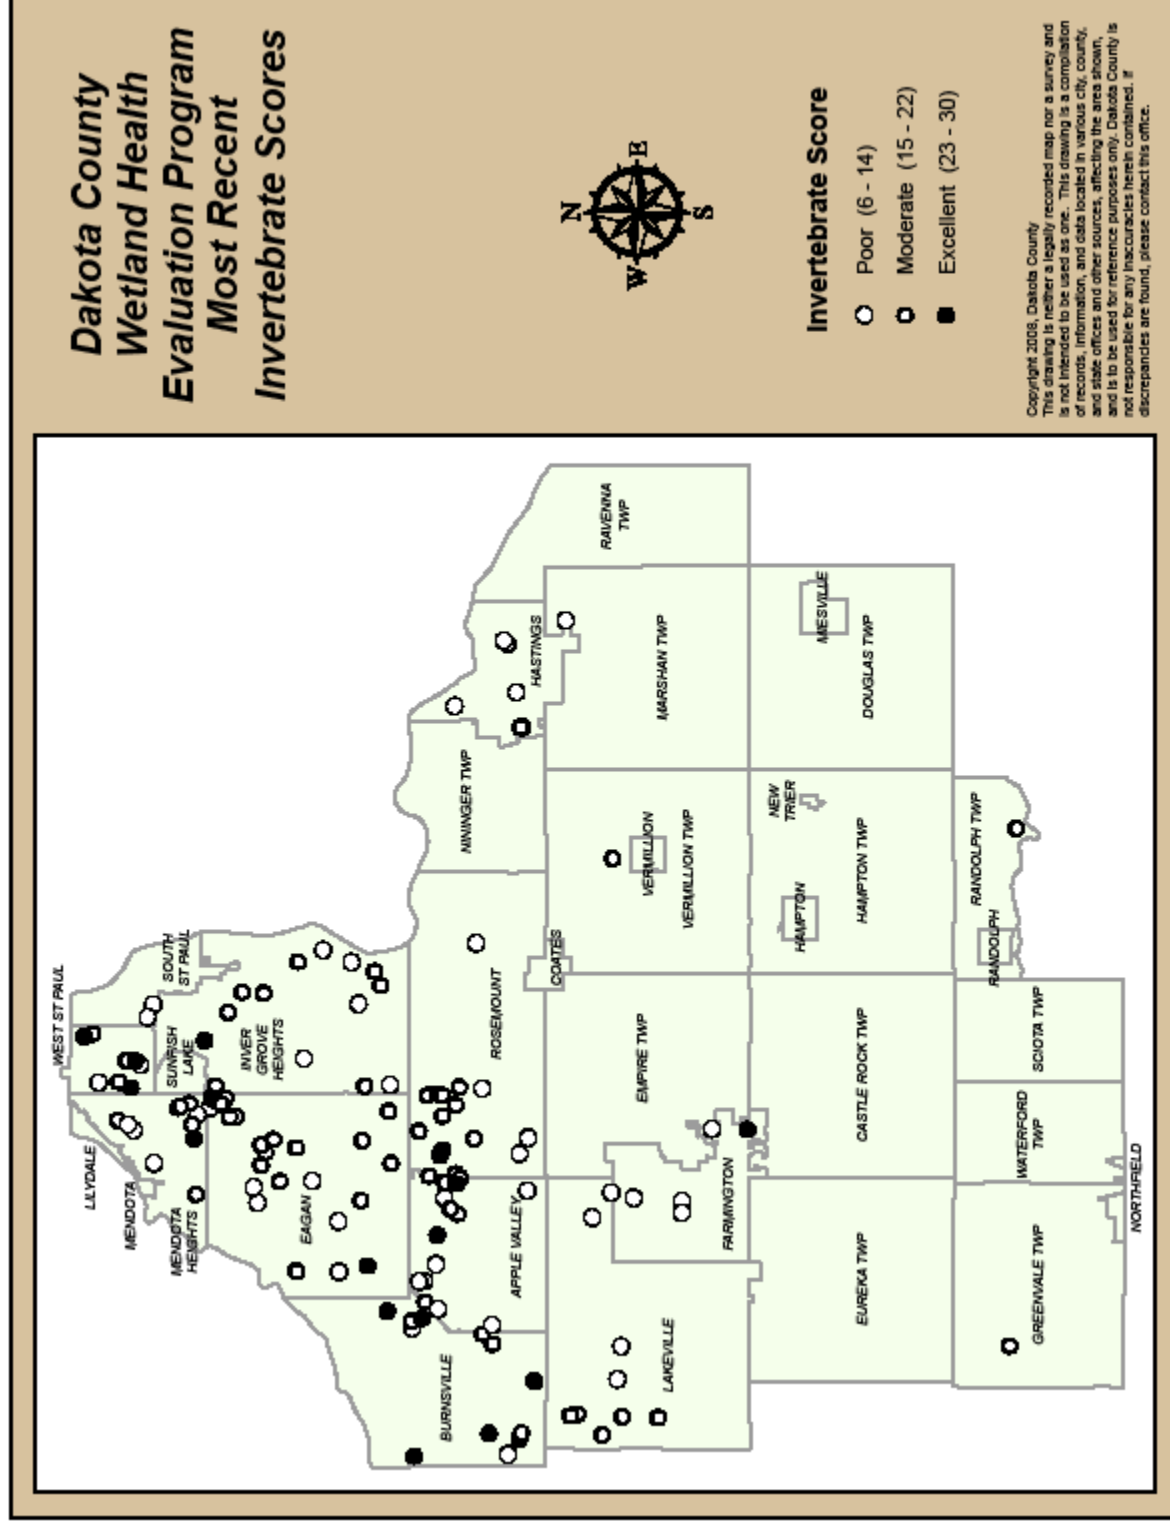 Dakota County
Wetland Health
Evaluation Program
Most Recent
Invertebrate Scores
N
W
E
S
Invertebrate Score
Poor (6 - 14)
Moderate (15 - 22)
Excellent (23 - 30)
Copyright 2008, Dakota County
This drawing is neither a legally recorded map nor a survey and
is not intended to be used as one. This drawing is a compilation
of records, information, and data located in various city, county,
and state offices and other sources, affecting the area shown,
and is to be used for reference purposes only. Dakota County is
not responsible for any inaccuracies herein contained. If
discrepancies are found, please contact this office.
WEST ST PAUL
SOUTH
ST PAUL
LILYDALE
MENDOTA
MENDOTA
HEIGHTS
SUNFISH
LAKE
INVER
GROVE
HEIGHTS
EAGAN
BURNSVILLE
APPLE VALLEY
ROSEMOUNT
NININGER TWP
HASTINGS
RAVENNA
TWP
COATES
LAKEVILLE
FARMINGTON
EMPIRE TWP
VERMILLION
VERMILLION TWP
MARSHAN TWP
EUREKA TWP
CASTLE ROCK TWP
HAMPTON
HAMPTON TWP
NEW
TRIER
MIESVILLE
DOUGLAS TWP
GREENVALE TWP
WATERFORD
TWP
SCIOTA TWP
RANDOLPH
RANDOLPH TWP
NORTHFIELD